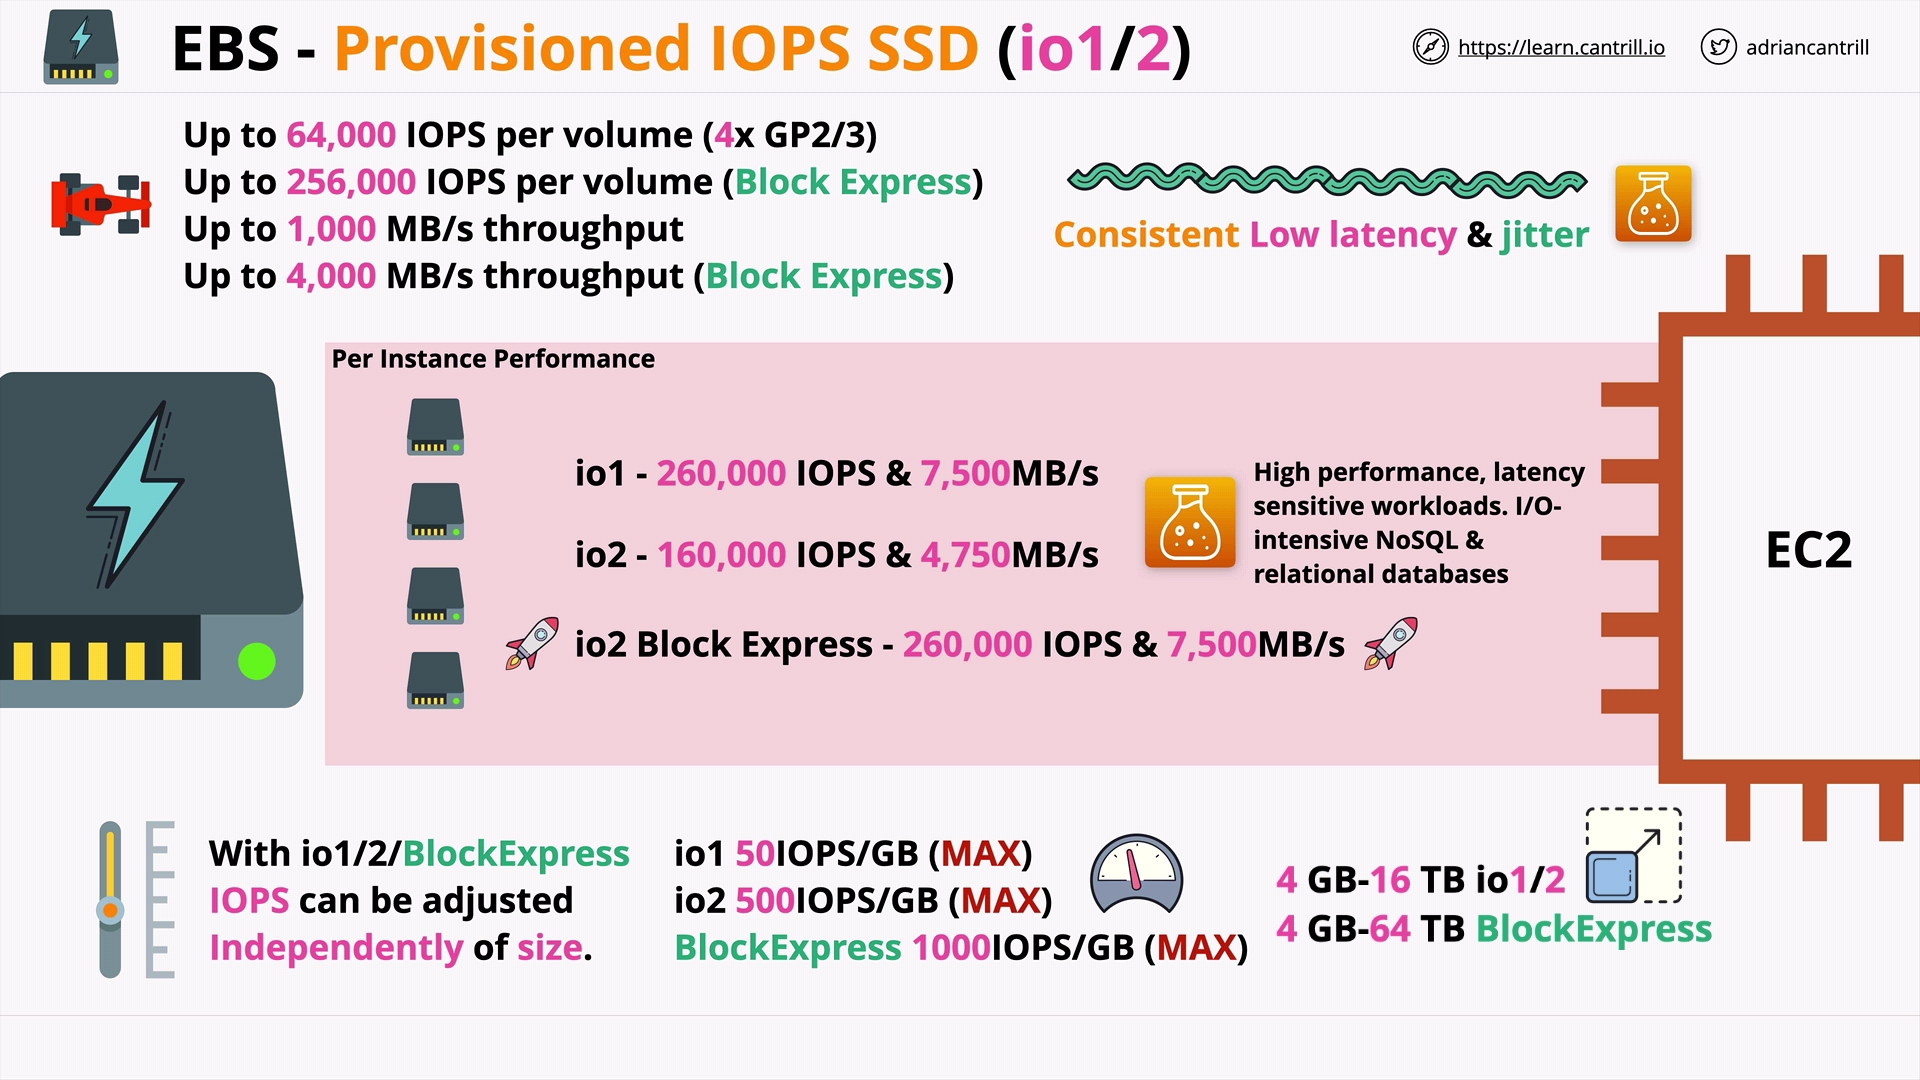 EBS - Provisioned IOPS SSD (io1/2)
https://learn.cantrill.io
adriancantrill
Up to 64,000 IOPS per volume (4x GP2/3)
Up to 256,000 IOPS per volume (Block Express)
Up to 1,000 MB/s throughput
Up to 4,000 MB/s throughput (Block Express)
Consistent Low latency & jitter
Per Instance Performance
io1 - 260,000 IOPS & 7,500MB/s
io2 - 160,000 IOPS & 4,750MB/s
io2 Block Express - 260,000 IOPS & 7,500MB/s
High performance, latency
sensitive workloads. I/O-
intensive NoSQL &
relational databases
EC2
With io1/2/BlockExpress
IOPS can be adjusted
Independently of size.
io1 50IOPS/GB (MAX)
io2 500IOPS/GB (MAX)
BlockExpress 1000IOPS/GB (MAX)
4 GB-16 TB io1/2
4 GB-64 TB BlockExpress